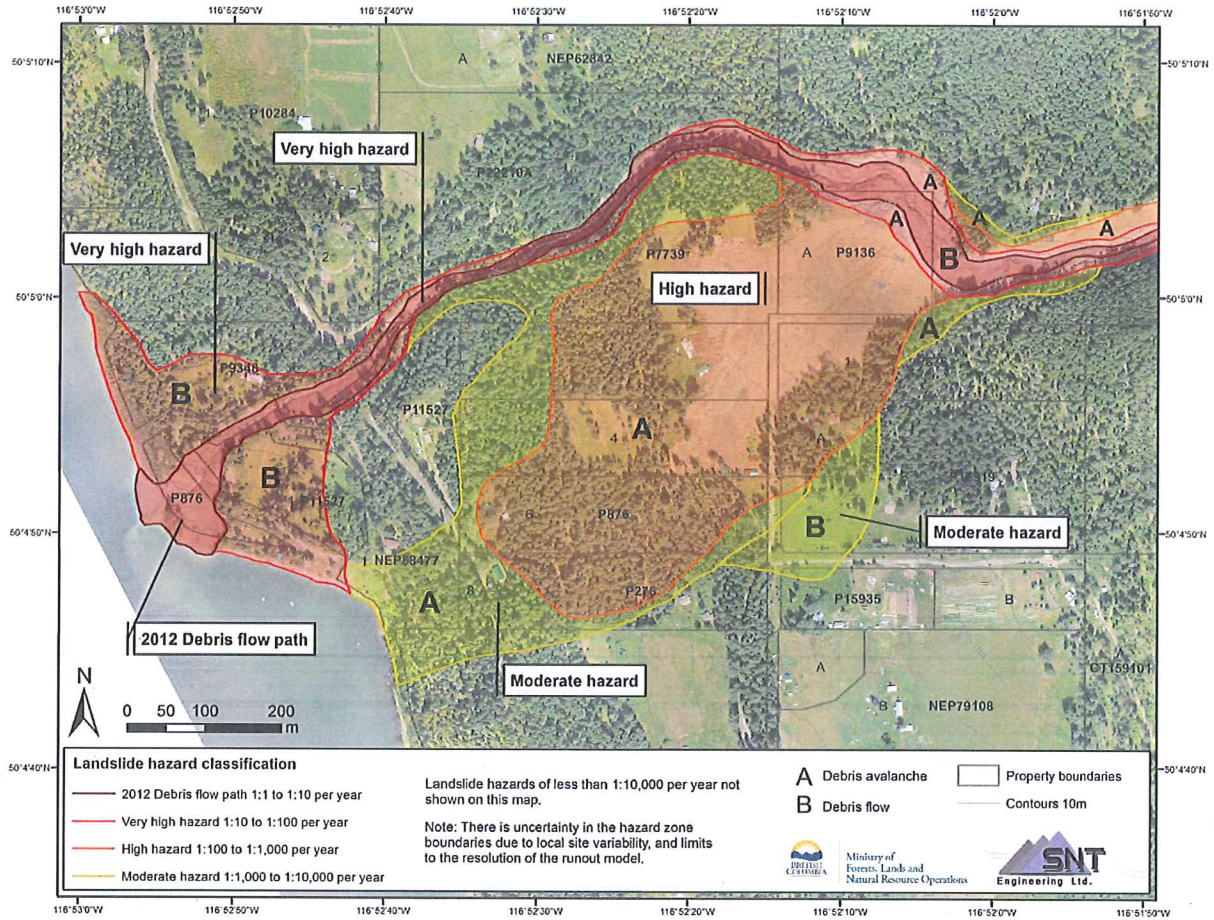 116°53'0"W 116°52'50"W 116°52'40"W 116°52'30"W 116°52'20"W 116°52'10"W 116°52'0"W 116°51'50"W
50°5'10"N
50°5'10"N
A
NEP62842
1
P10284
Very high hazard
A
A
A
A
Very high hazard
2
3
A
P7739
A
P9136
B
50°5'0"N
High hazard
50°5'0"N
A
P9348
1
B
P11527
4
A
A
B
P11527
19
P876
6
P876
B
Moderate hazard
50°4'50"N
50°4'50"N
1
NEP88477
A
8
P276
A
P15935
B
2012 Debris flow path
Moderate hazard
A
A
CT159101
B
NEP79108
N
0 50 100 200
m
50°4'40"N
50°4'40"N
Landslide hazard classification
2012 Debris flow path 1:1 to 1:10 per year
Very high hazard 1:10 to 1:100 per year
High hazard 1:100 to 1:1,000 per year
Moderate hazard 1:1,000 to 1:10,000 per year
Landslide hazards of less than 1:10,000 per year not
shown on this map.
Note: There is uncertainty in the hazard zone
boundaries due to local site variability, and limits
to the resolution of the runout model.
A Debris avalanche
B Debris flow
Property boundaries
Contours 10m
BRITISH
COLUMBIA
Ministry of
Forests, Lands and
Natural Resource Operations
SNT
Engineering Ltd.
116°53'0"W 116°52'50"W 116°52'40"W 116°52'30"W 116°52'20"W 116°52'10"W 116°52'0"W 116°51'50"W